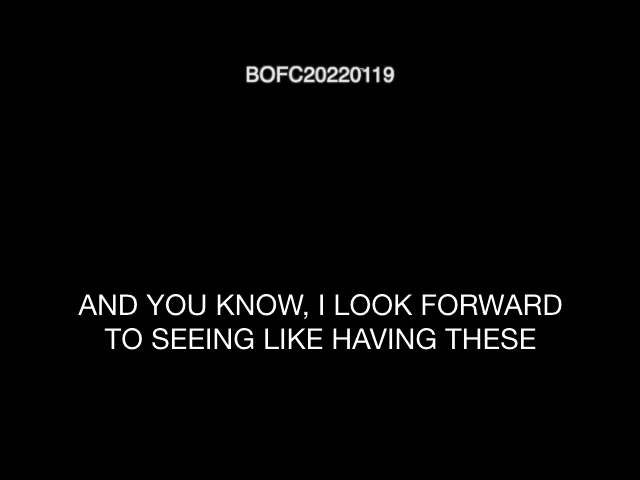 BOFC20220119
AND YOU KNOW, I LOOK FORWARD
TO SEEING LIKE HAVING THESE